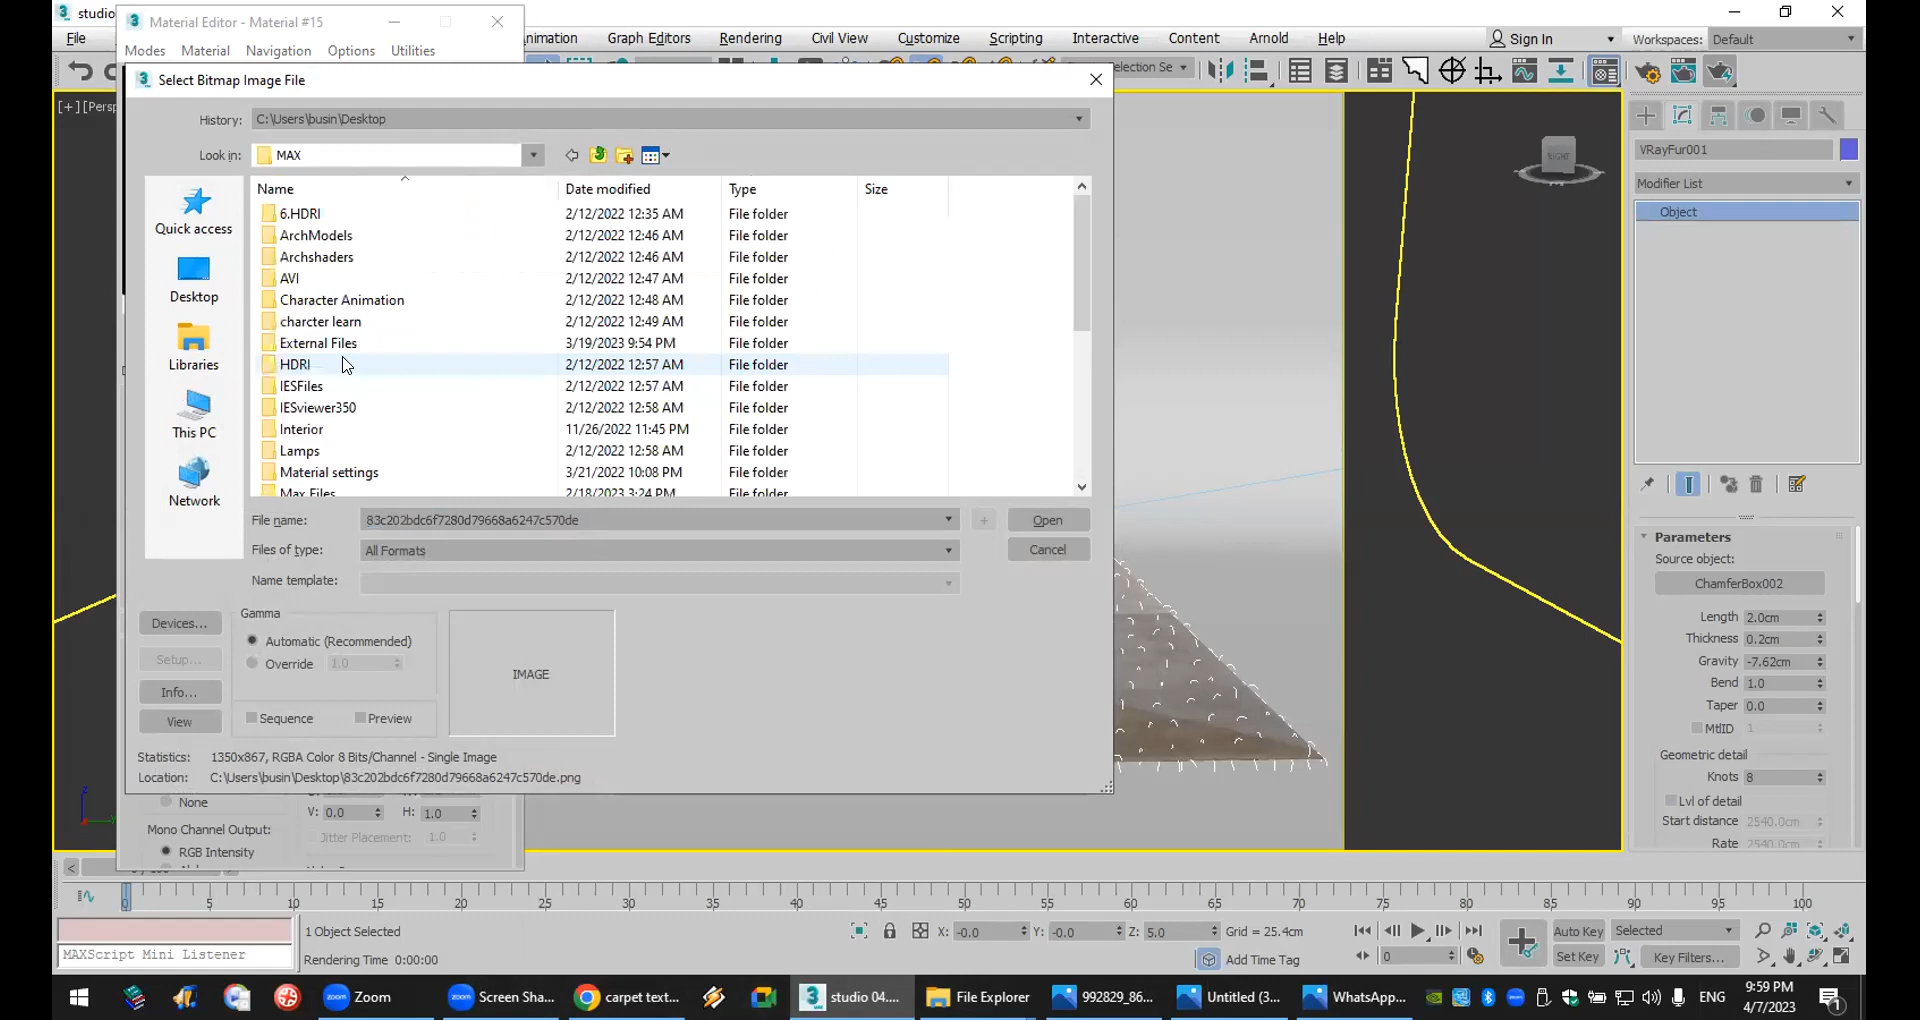 studio
Material Editor - Material #15
Modes Material Navigation Options Utilities
File
nimation Graph Editors Rendering Civil View Customize Scripting Interactive Content Arnold Help
Sign In
Workspaces: Default
election Se
[+] [Persp
Select Bitmap Image File
History: C:\Users\busin\Desktop
Look in: MAX
Name Date modified Type Size
6.HDRI 2/12/2022 12:35 AM File folder
ArchModels 2/12/2022 12:46 AM File folder
Archshaders 2/12/2022 12:46 AM File folder
AVI 2/12/2022 12:47 AM File folder
Character Animation 2/12/2022 12:48 AM File folder
charcter learn 2/12/2022 12:49 AM File folder
External Files 3/19/2023 9:54 PM File folder
HDRI 2/12/2022 12:57 AM File folder
IESFiles 2/12/2022 12:57 AM File folder
IESviewer350 2/12/2022 12:58 AM File folder
Interior 11/26/2022 11:45 PM File folder
Lamps 2/12/2022 12:58 AM File folder
Material settings 3/21/2022 10:08 PM File folder
Max Files 2/18/2023 3:24 PM File folder
Quick access
Desktop
Libraries
This PC
Network
File name: 83c202bdc6f7280d79668a6247c570de
+ Open
Files of type: All Formats
Cancel
Name template:
Devices...
Setup...
Info...
View
Gamma
Automatic (Recommended)
Override 1.0
Sequence Preview
IMAGE
Statistics: 1350x867, RGBA Color 8 Bits/Channel - Single Image
Location: C:\Users\busin\Desktop\83c202bdc6f7280d79668a6247c570de.png
None
V: 0.0 H: 1.0
Mono Channel Output:
Jitter Placement: 1.0
RGB Intensity
RIGHT
VRayFur001
Modifier List
Object
Parameters
Source object:
ChamferBox002
Length 2.0cm
Thickness 0.2cm
Gravity -7.62cm
Bend 1.0
Taper 0.0
MtlID 1
Geometric detail
Knots 8
Lvl of detail
Start distance 2540.0cm
Rate 2540.0cm
0 5 10 15 20 25 30 35 40 45 50 55 60 65 70 75 80 85 90 95 100
MAXScript Mini Listener
1 Object Selected
Rendering Time 0:00:00
X: -0.0 Y: -0.0 Z: 5.0 Grid = 25.4cm
Add Time Tag
0
Auto Key Selected
Set Key Key Filters...
Zoom
Screen Sha...
carpet text...
studio 04....
File Explorer
992829_86...
Untitled (3...
WhatsApp...
ENG
9:59 PM
4/7/2023